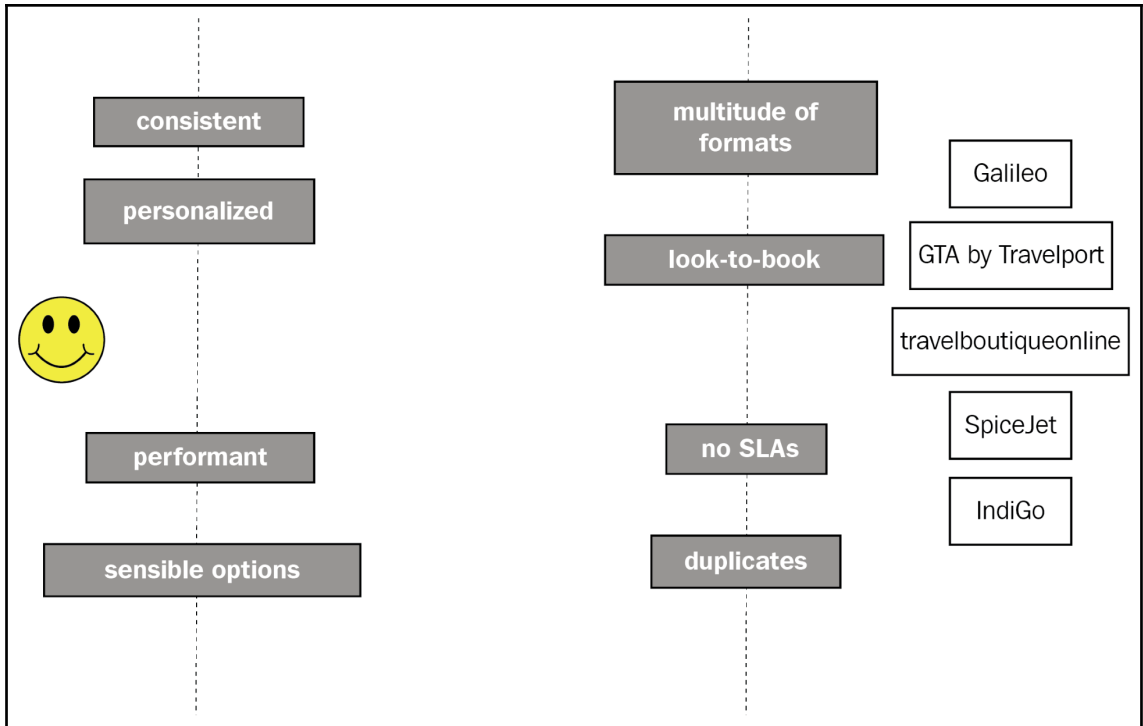 consistent
personalized
performant
sensible options
multitude of
formats
look-to-book
no SLAs
duplicates
Galileo
GTA by Travelport
travelboutiqueonline
SpiceJet
IndiGo